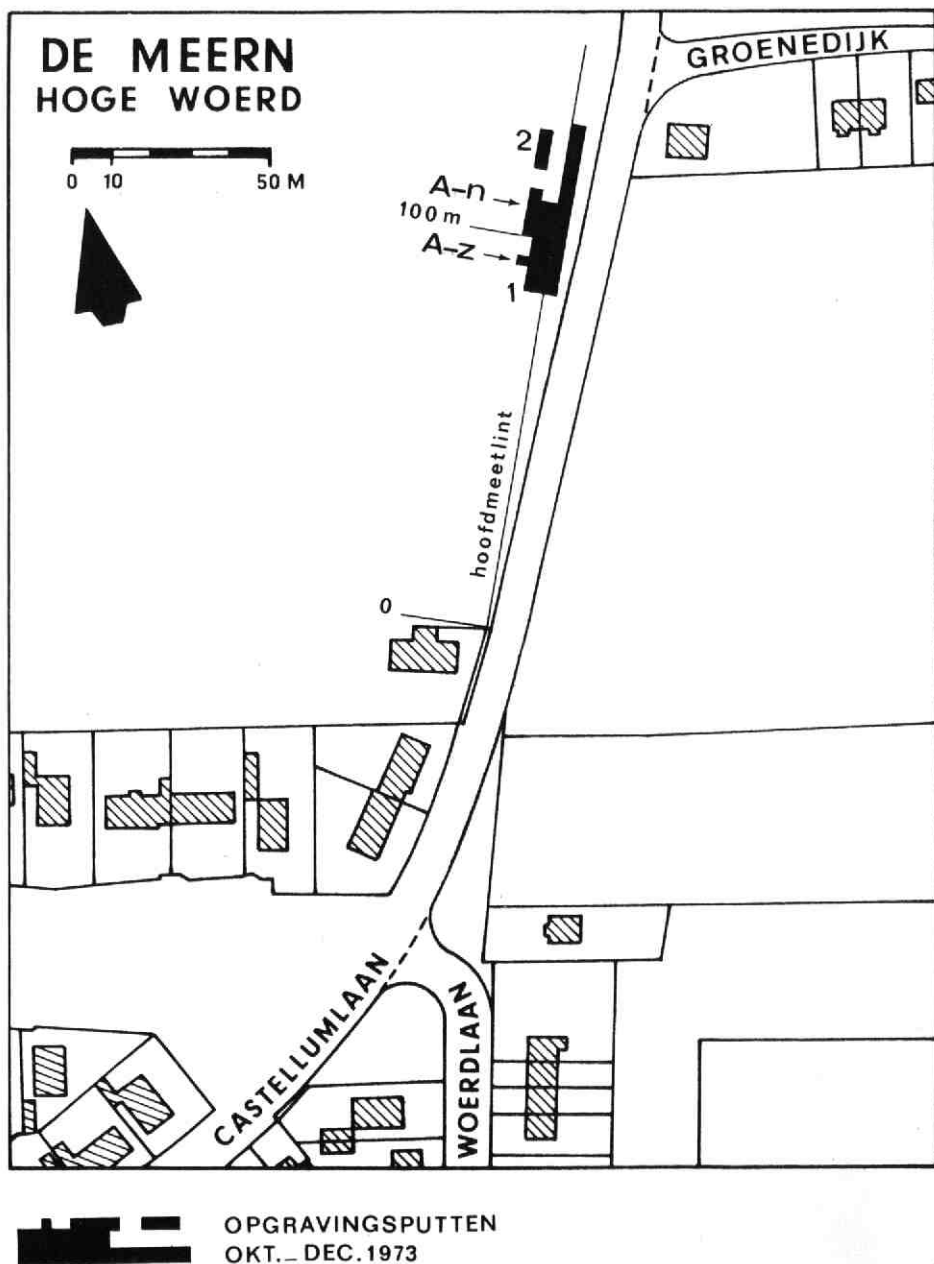 DE MEERN
HOGE WOERD
0 10 50 M
GROENEDIJK
2
A-n
100 m
A-z
1
hoofdmeetlint
0
CASTELLUMLAAN
WOERDLAAN
OPGRAVINGSPUTTEN
OKT._ DEC. 1973